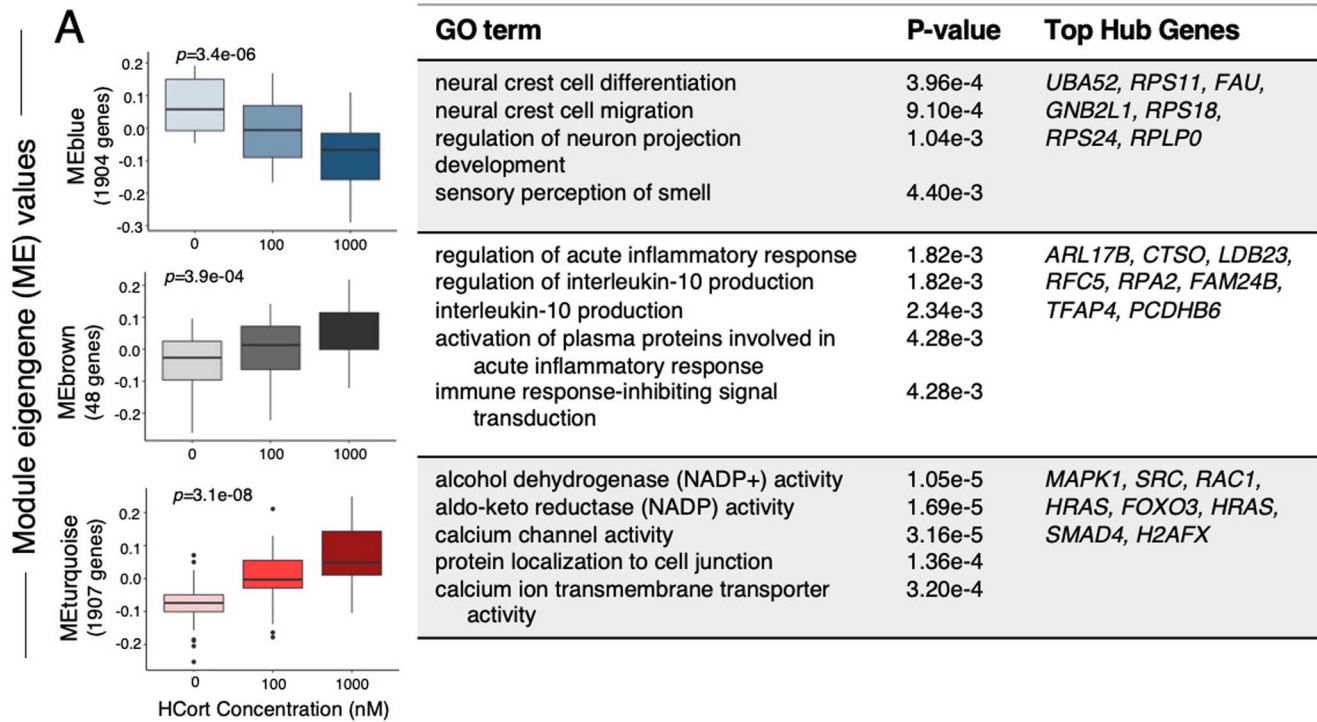 A
Module eigengene (ME) values
MEblue
(1904 genes)
p=3.4e-06
0.2
0.1
0.0
-0.1
-0.2
-0.3
0 100 1000
MEbrown
(48 genes)
p=3.9e-04
0.2
0.1
0.0
-0.1
-0.2
0 100 1000
MEturquoise
(1907 genes)
p=3.1e-08
0.2
0.1
0.0
-0.1
-0.2
0 100 1000
HCort Concentration (nM)
GO term P-value Top Hub Genes
neural crest cell differentiation 3.96e-4 UBA52, RPS11, FAU,
neural crest cell migration 9.10e-4 GNB2L1, RPS18,
regulation of neuron projection 1.04e-3 RPS24, RPLP0
development
sensory perception of smell 4.40e-3
regulation of acute inflammatory response 1.82e-3 ARL17B, CTSO, LDB23,
regulation of interleukin-10 production 1.82e-3 RFC5, RPA2, FAM24B,
interleukin-10 production 2.34e-3 TFAP4, PCDHB6
activation of plasma proteins involved in 4.28e-3
acute inflammatory response
immune response-inhibiting signal 4.28e-3
transduction
alcohol dehydrogenase (NADP+) activity 1.05e-5 MAPK1, SRC, RAC1,
aldo-keto reductase (NADP) activity 1.69e-5 HRAS, FOXO3, HRAS,
calcium channel activity 3.16e-5 SMAD4, H2AFX
protein localization to cell junction 1.36e-4
calcium ion transmembrane transporter 3.20e-4
activity